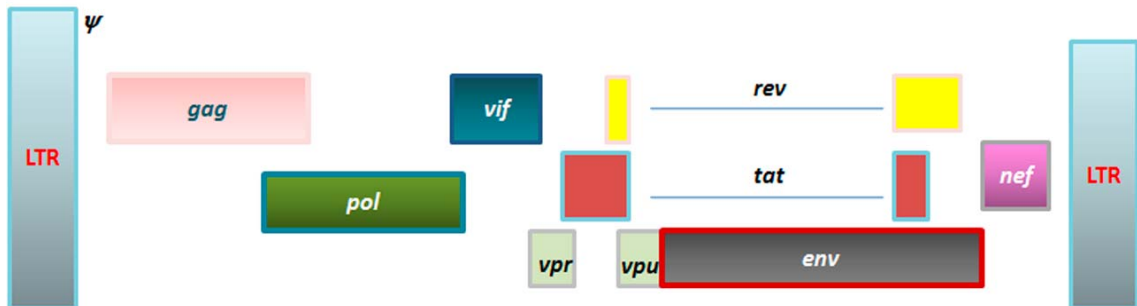 ψ
gag
vif
rev
LTR
pol
tat
nef
LTR
vpr
vpu
env